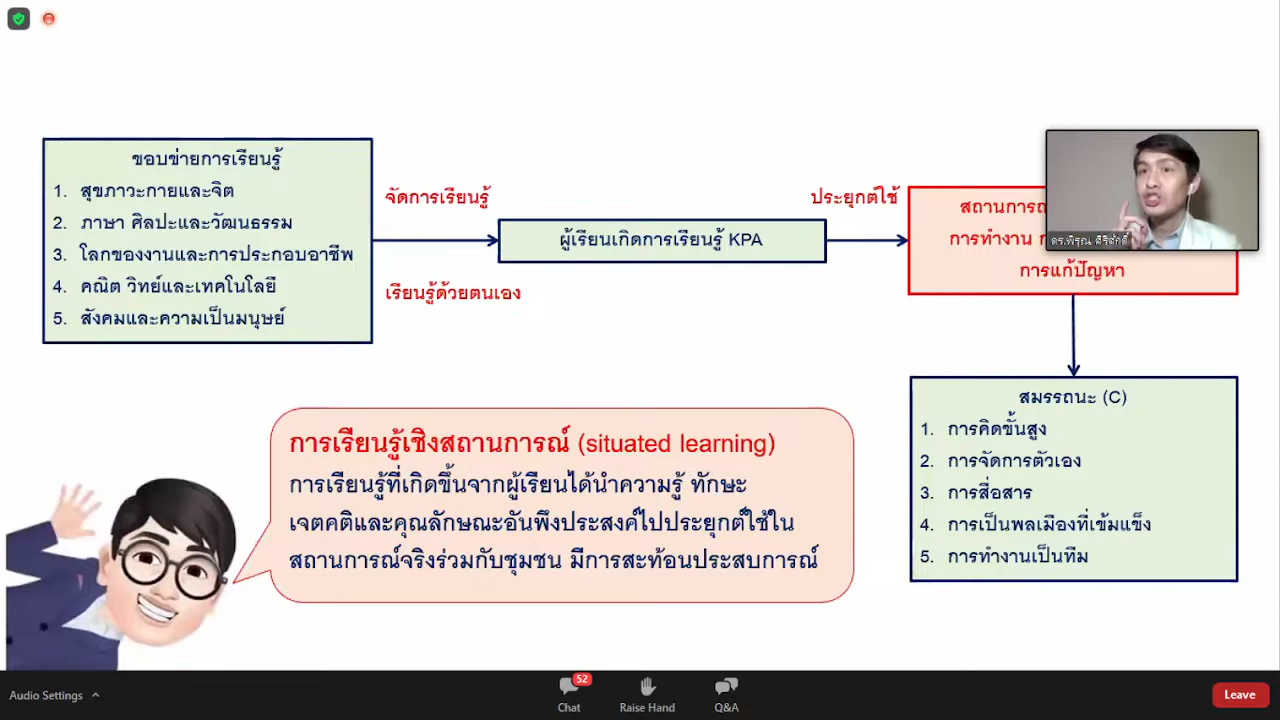 ขอบข่ายการเรียนรู้
1. สุขภาวะกายและจิต
2. ภาษา ศิลปะและวัฒนธรรม
3. โลกของงานและการประกอบอาชีพ
4. คณิต วิทย์และเทคโนโลยี
5. สังคมและความเป็นมนุษย์
จัดการเรียนรู้
เรียนรู้ด้วยตนเอง
ผู้เรียนเกิดการเรียนรู้ KPA
ประยุกต์ใช้
การทำงาน
การแก้ปัญหา
สมรรถนะ (C)
1. การคิดขั้นสูง
2. การจัดการตัวเอง
3. การสื่อสาร
4. การเป็นพลเมืองที่เข้มแข็ง
5. การทำงานเป็นทีม
การเรียนรู้เชิงสถานการณ์ (situated learning)
การเรียนรู้ที่เกิดขึ้นจากผู้เรียนได้นำความรู้ ทักษะ
เจตคติและคุณลักษณะอันพึงประสงค์ไปประยุกต์ใช้ใน
สถานการณ์จริงร่วมกับชุมชน มีการสะท้อนประสบการณ์
Audio Settings
52
Chat
Raise Hand
Q&A
Leave